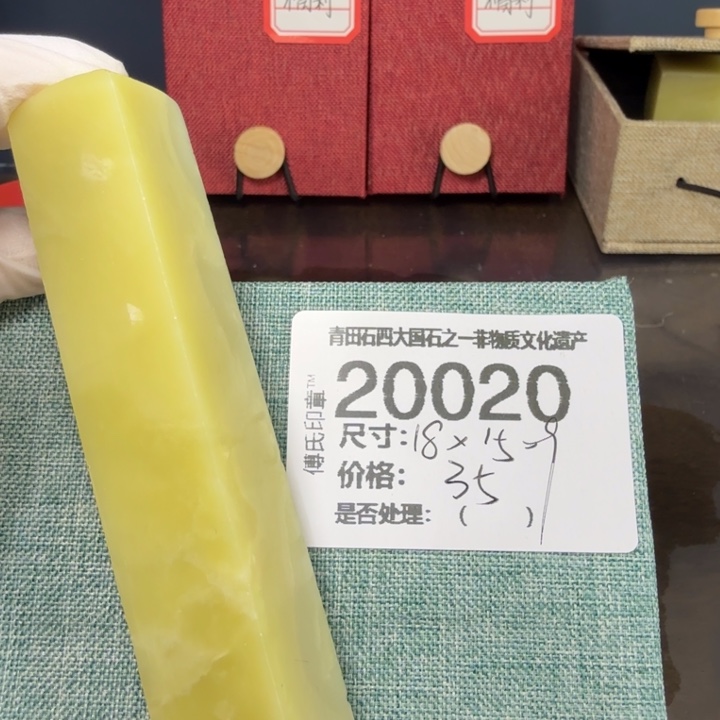 青田石四大国石之一非物质文化遗产
傅氏印章™
20020
尺寸:18×15
价格: 35
是否处理:( )